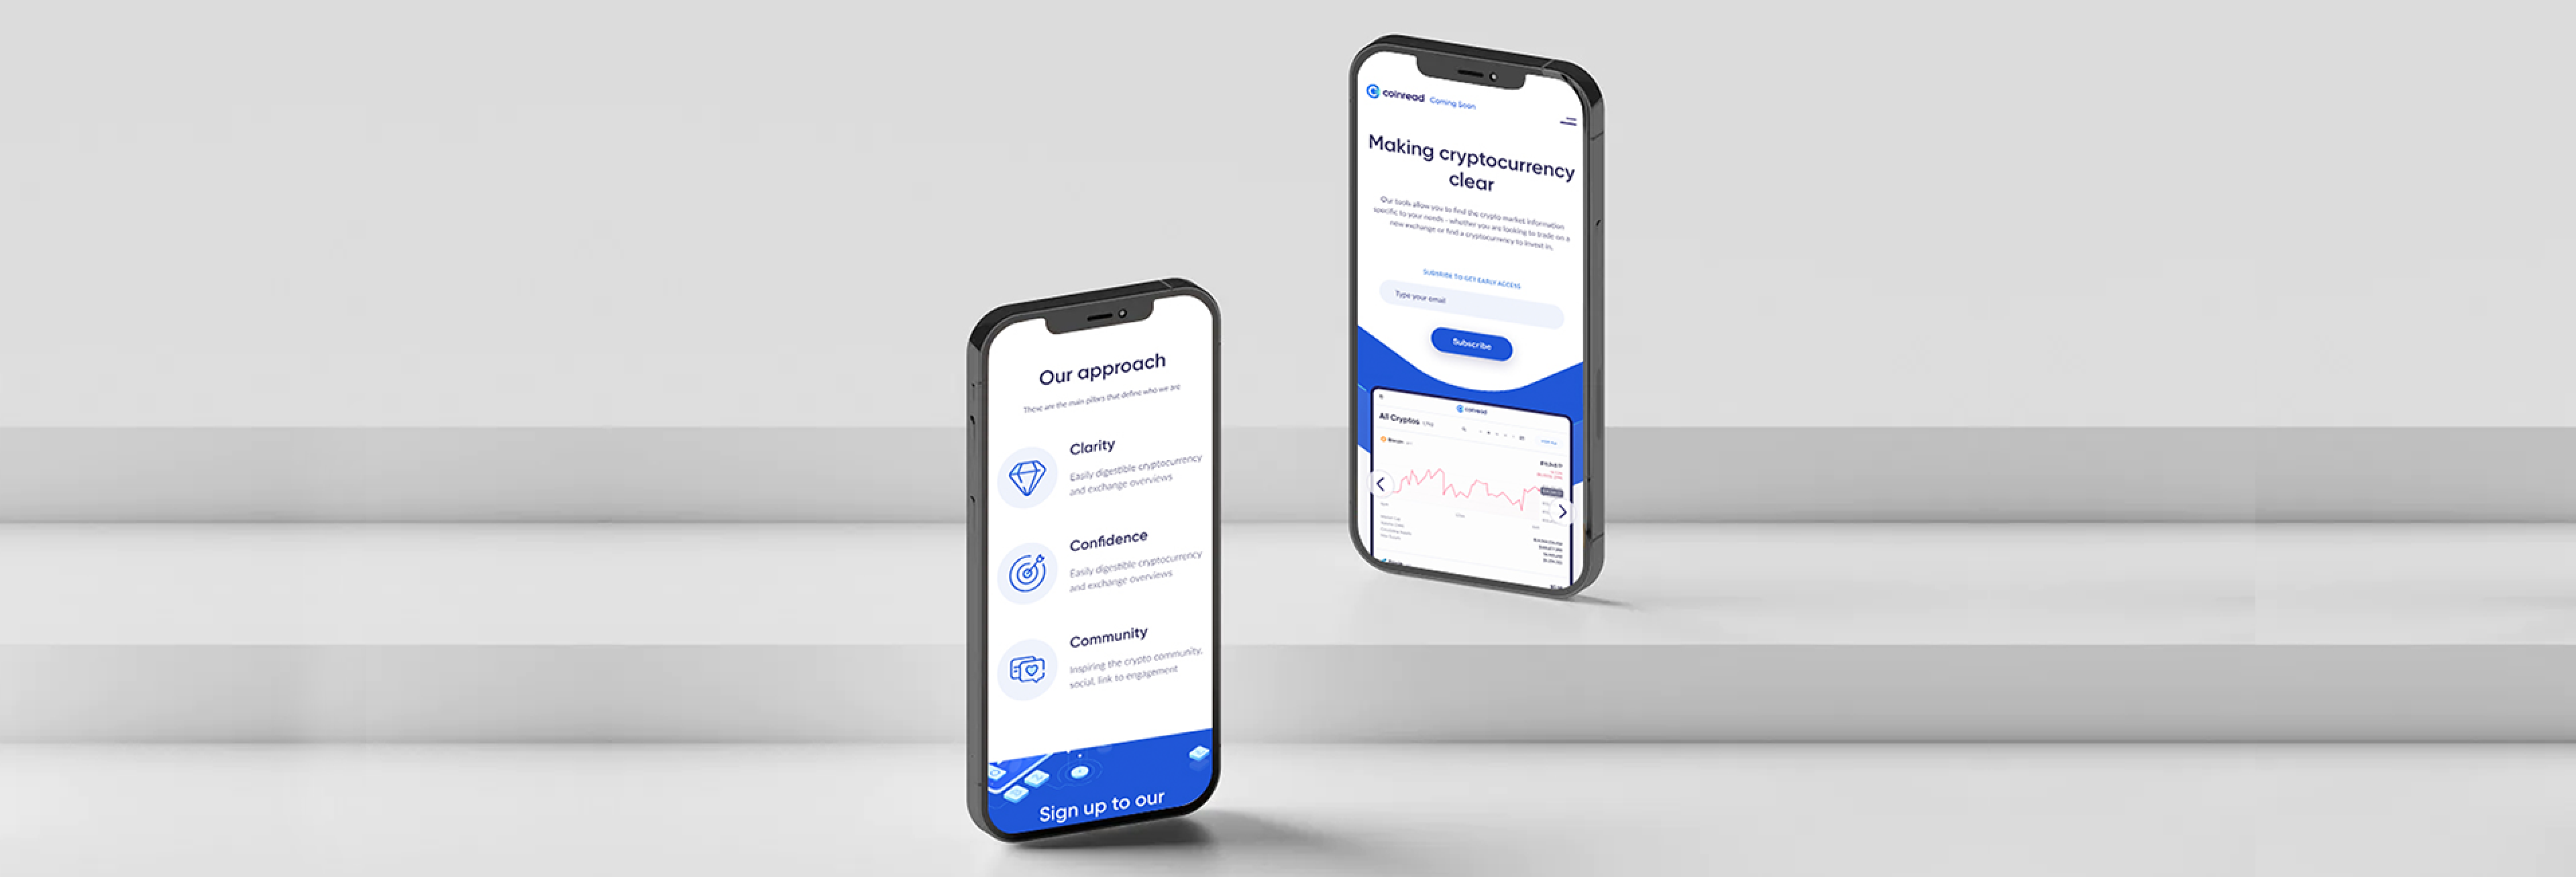 Our approach
These are the main pillars that define who we are
Clarity
Easily digestible cryptocurrency
and exchange overviews
Confidence
Easily digestible cryptocurrency
and exchange overviews
Community
Inspiring the crypto community,
social, link to engagement
Sign up to our
coinread Coming Soon
Making cryptocurrency
clear
Our tools allow you to find the crypto market information
specific to your needs - whether you are looking to trade on a
new exchange or find a cryptocurrency to invest in.
SUBSRIBE TO GET EARLY ACCESS
Type your email
Subscribe
coinread
All Cryptos
Bitcoin